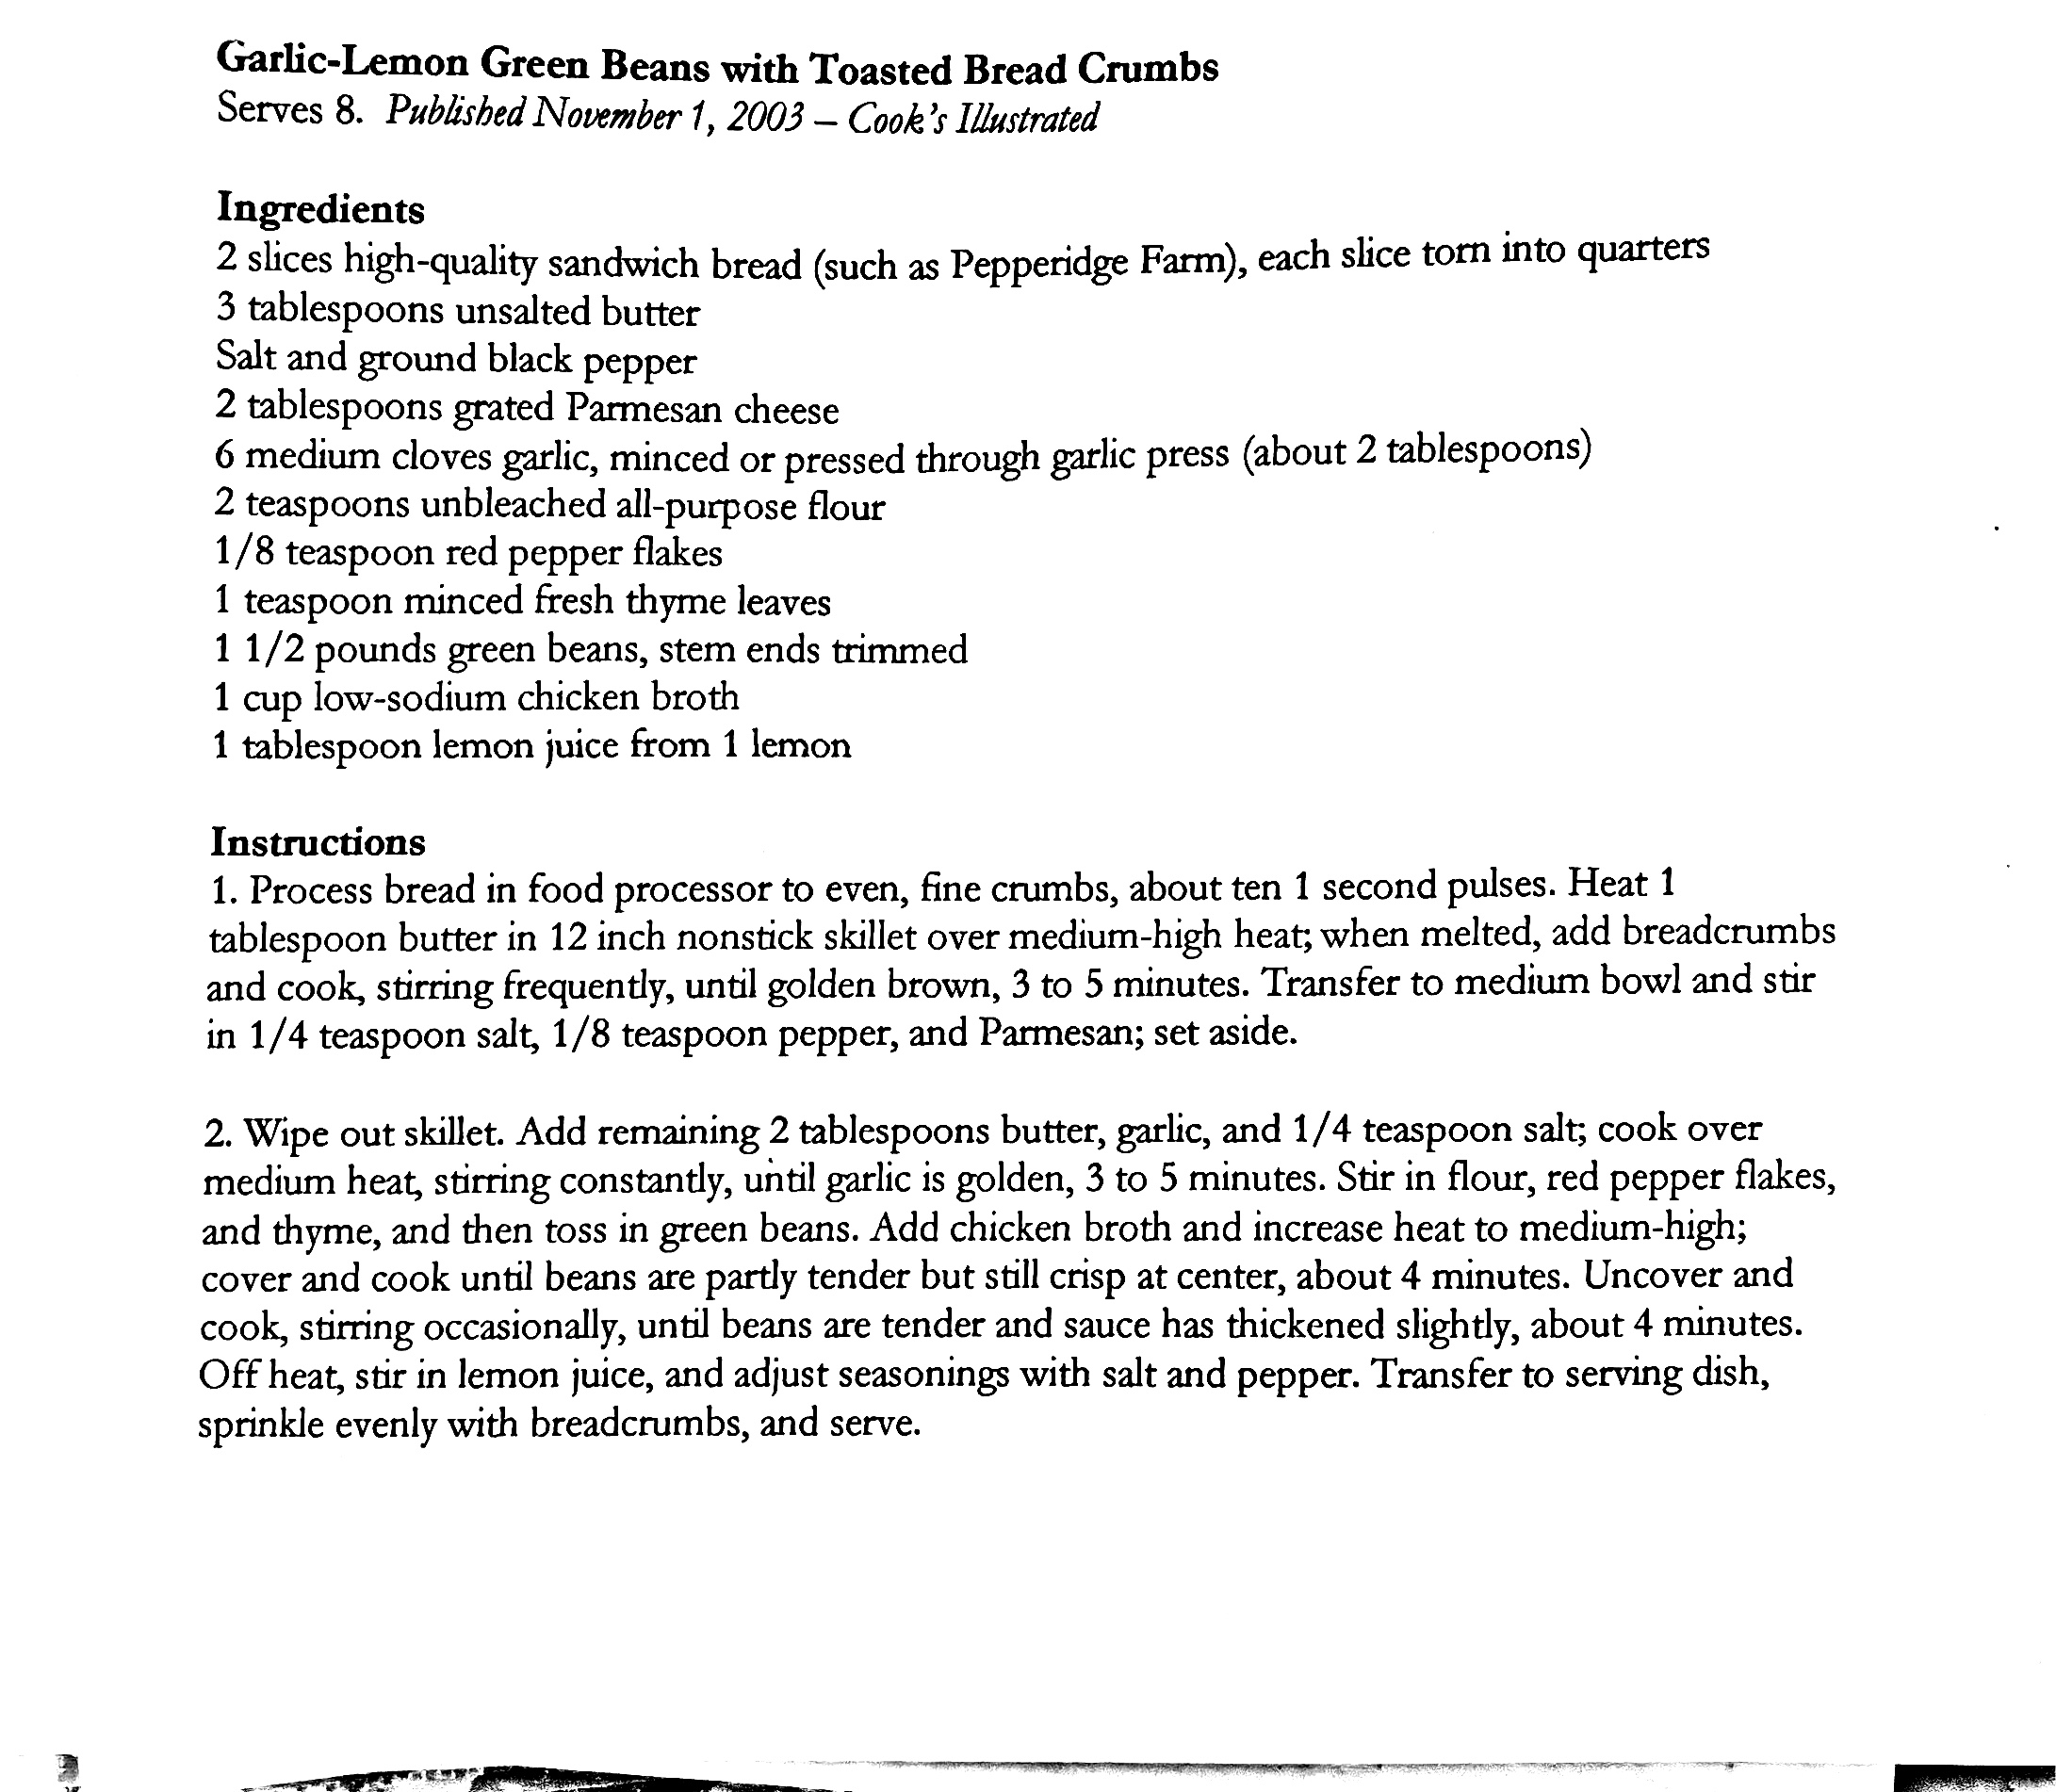 Garlic-Lemon Green Beans with Toasted Bread Crumbs
Serves 8. Published November 1, 2003 – Cook's Illustrated
Ingredients
2 slices high-quality sandwich bread (such as Pepperidge Farm), each slice torn into quarters
3 tablespoons unsalted butter
Salt and ground black pepper
2 tablespoons grated Parmesan cheese
6 medium cloves garlic, minced or pressed through garlic press (about 2 tablespoons)
2 teaspoons unbleached all-purpose flour
1/8 teaspoon red pepper flakes
1 teaspoon minced fresh thyme leaves
1 1/2 pounds green beans, stem ends trimmed
1 cup low-sodium chicken broth
1 tablespoon lemon juice from 1 lemon
Instructions
1. Process bread in food processor to even, fine crumbs, about ten 1 second pulses. Heat 1
tablespoon butter in 12 inch nonstick skillet over medium-high heat; when melted, add breadcrumbs
and cook, stirring frequently, until golden brown, 3 to 5 minutes. Transfer to medium bowl and stir
in 1/4 teaspoon salt, 1/8 teaspoon pepper, and Parmesan; set aside.
2. Wipe out skillet. Add remaining 2 tablespoons butter, garlic, and 1/4 teaspoon salt; cook over
medium heat, stirring constantly, until garlic is golden, 3 to 5 minutes. Stir in flour, red pepper flakes,
and thyme, and then toss in green beans. Add chicken broth and increase heat to medium-high;
cover and cook until beans are partly tender but still crisp at center, about 4 minutes. Uncover and
cook, stirring occasionally, until beans are tender and sauce has thickened slightly, about 4 minutes.
Off heat, stir in lemon juice, and adjust seasonings with salt and pepper. Transfer to serving dish,
sprinkle evenly with breadcrumbs, and serve.